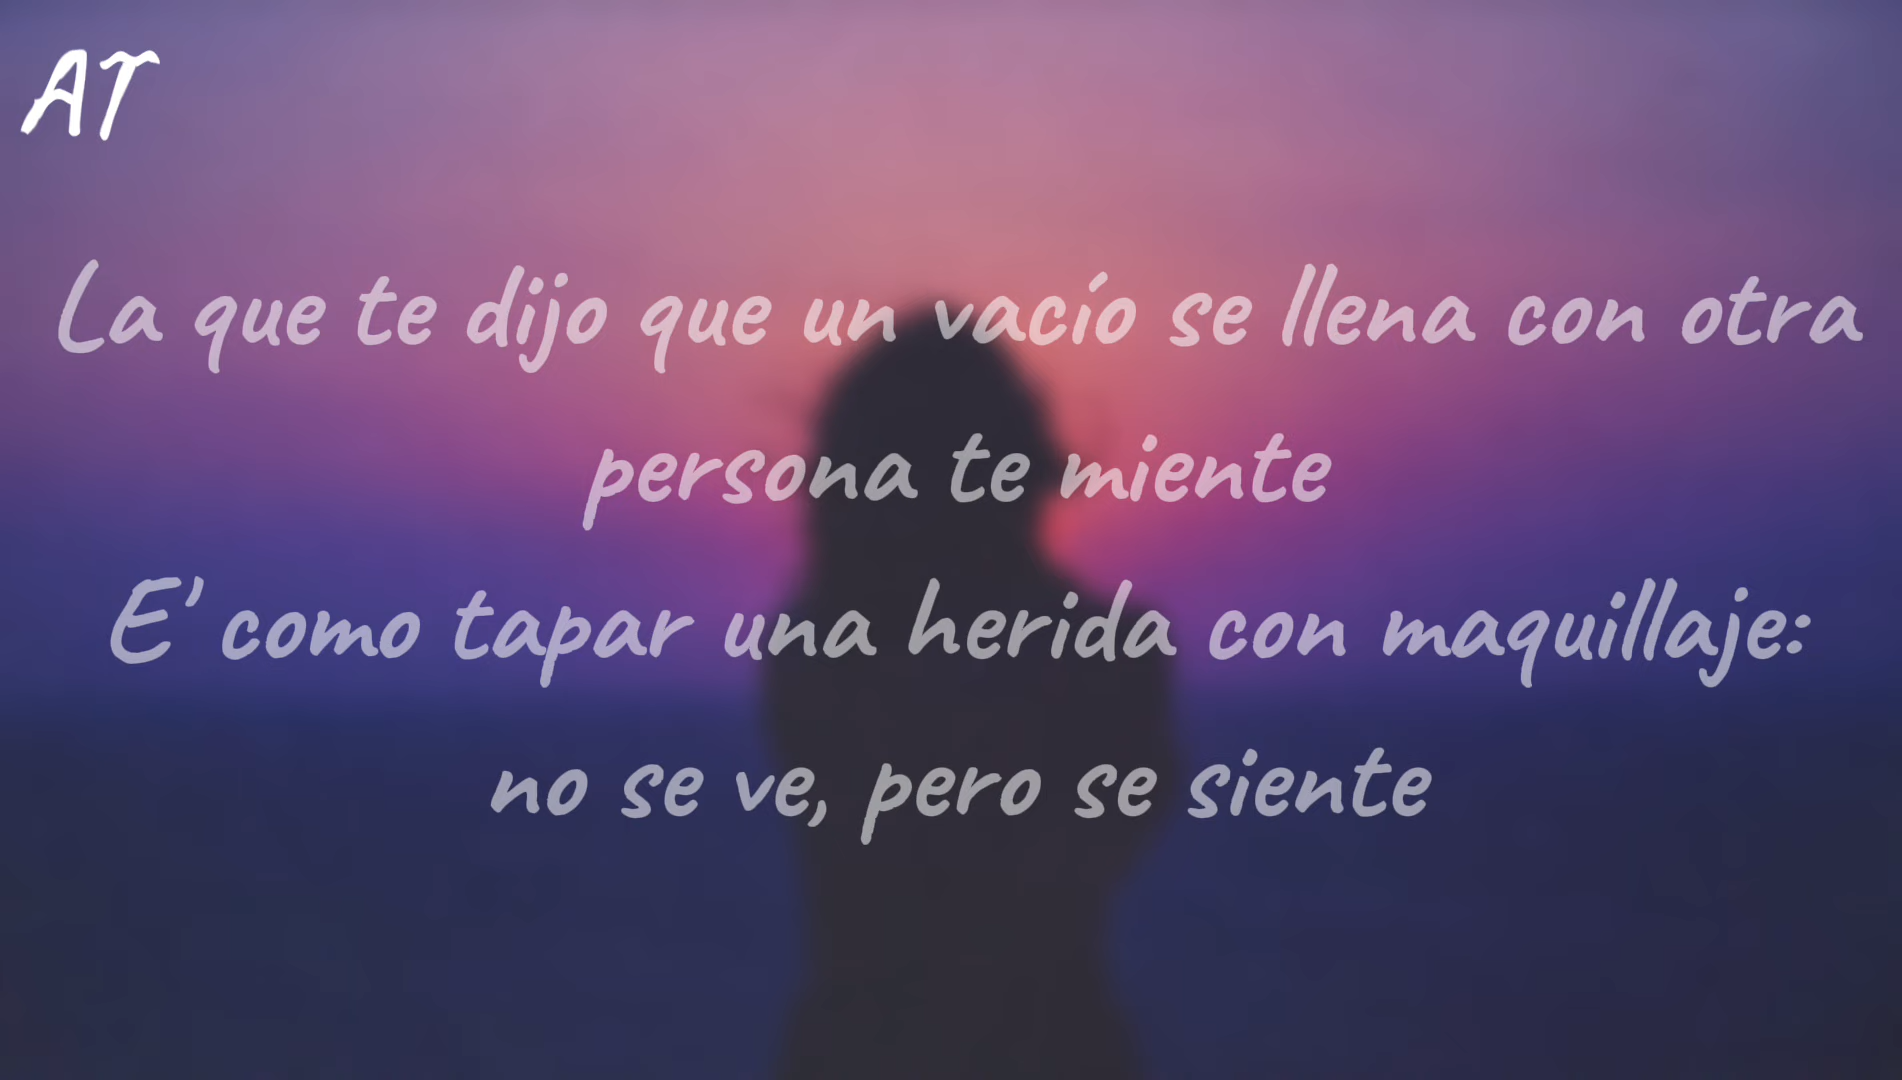 AT
La que te dijo que un vacío se llena con otra
persona te miente
E' como tapar una herida con maquillaje:
no se ve, pero se siente